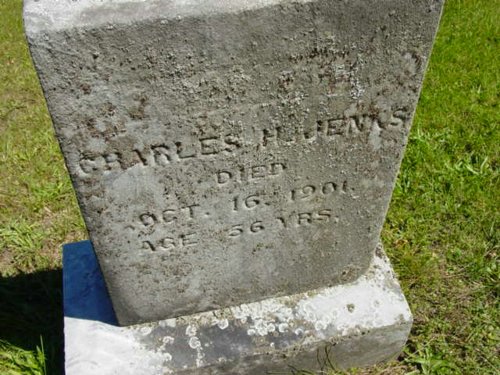 CHARLES H. JENKS
DIED
OCT. 16. 1901.
AGE 56 YRS.